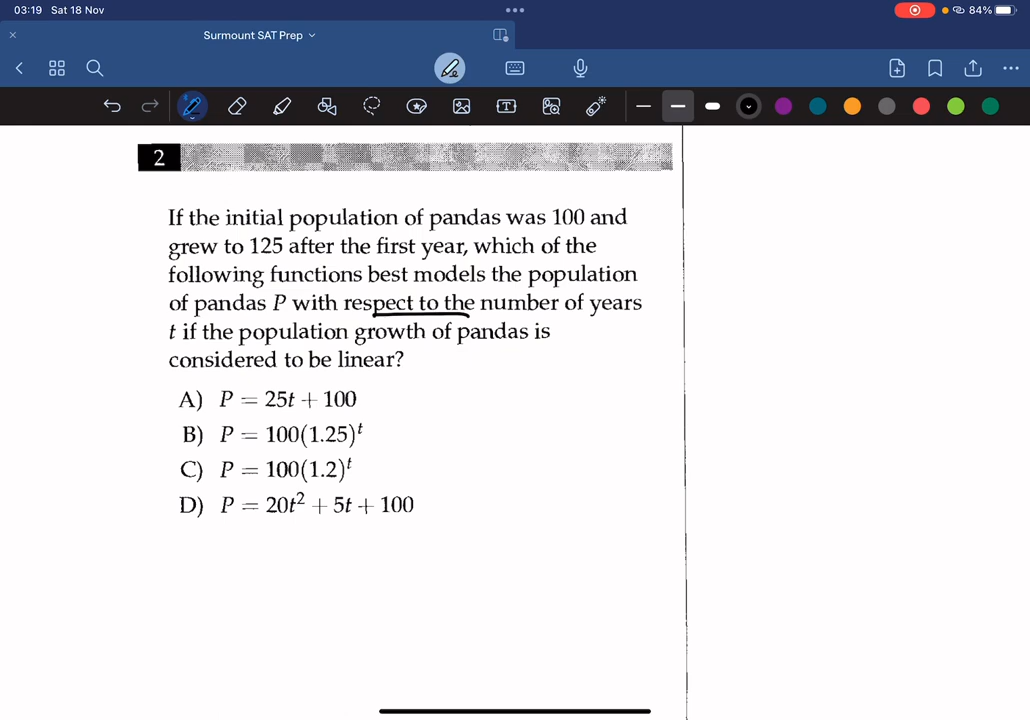 03:19 Sat 18 Nov
84%
Surmount SAT Prep
2
If the initial population of pandas was 100 and
grew to 125 after the first year, which of the
following functions best models the population
of pandas P with respect to the number of years
t if the population growth of pandas is
considered to be linear?
A) P = 25t + 100
B) P = 100(1.25)^t
C) P = 100(1.2)^t
D) P = 20t² + 5t + 100